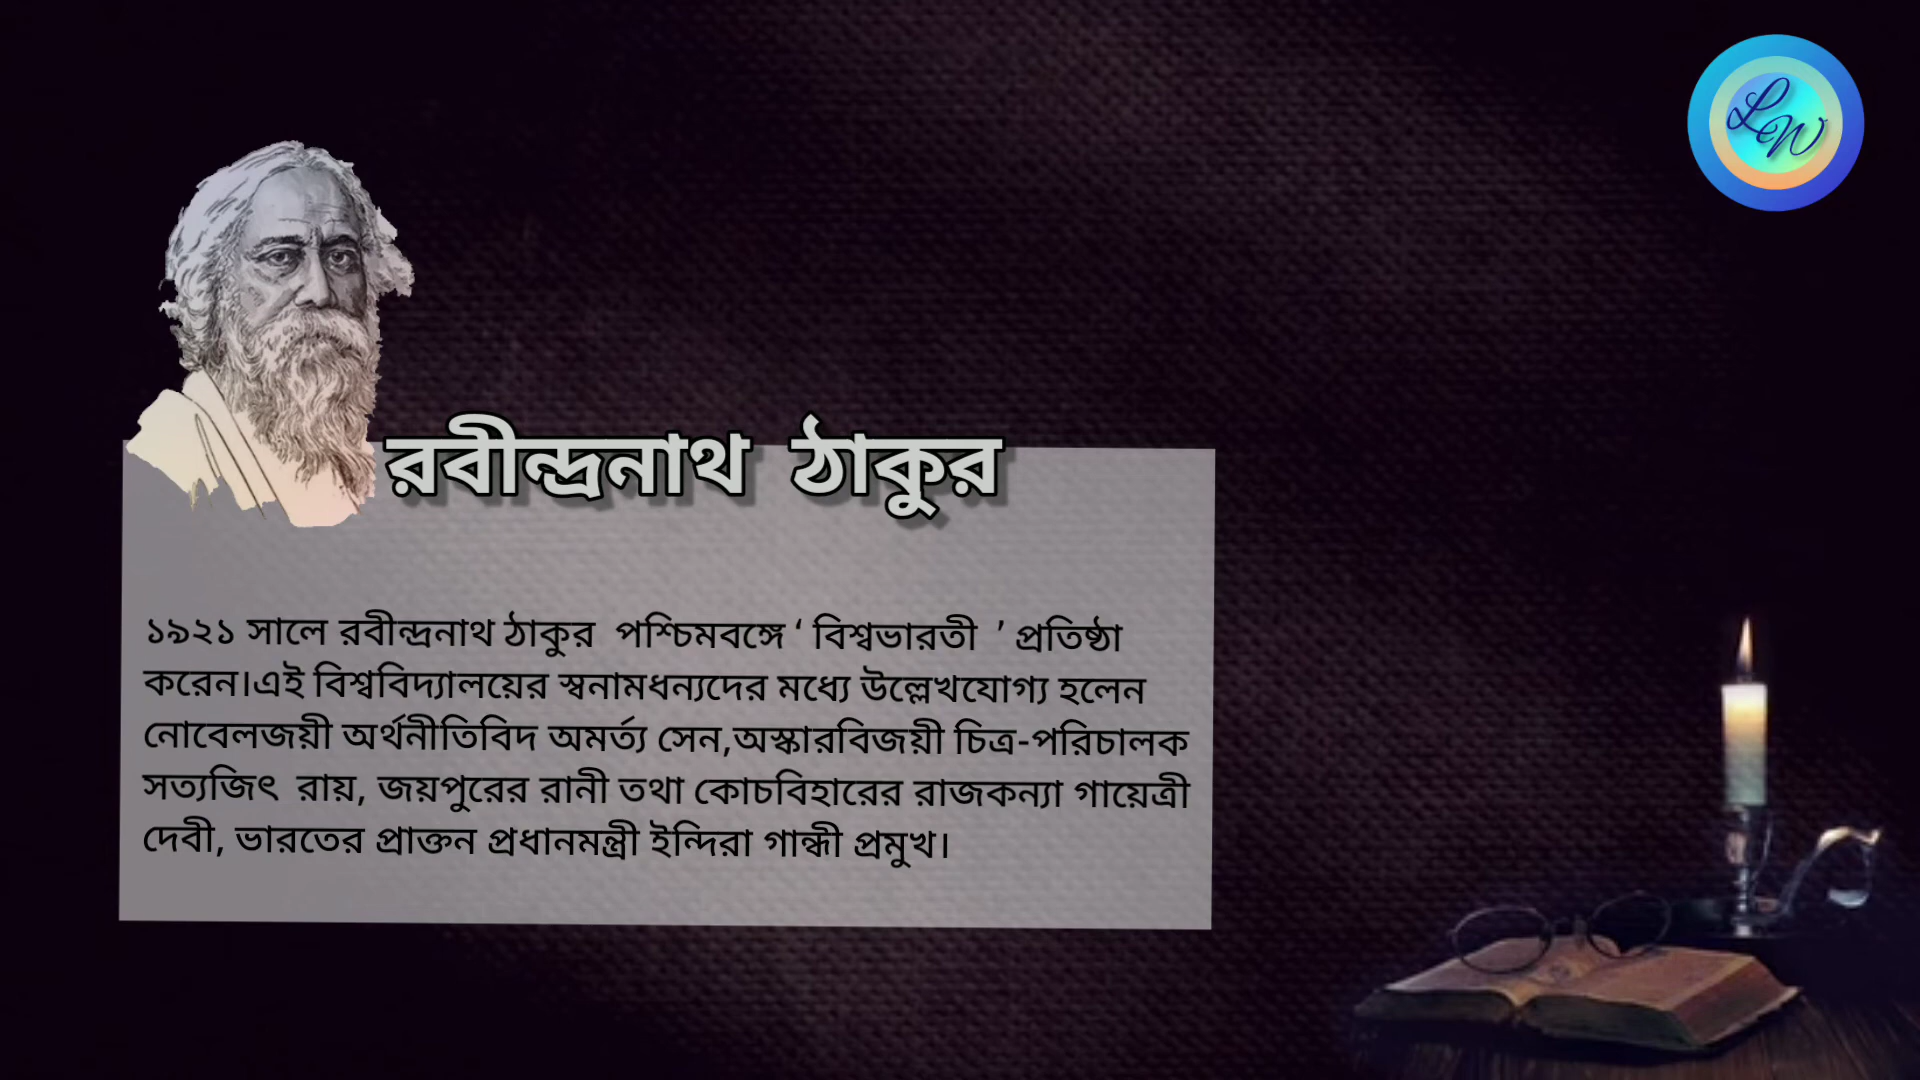 LW
রবীন্দ্রনাথ ঠাকুর
১৯২১ সালে রবীন্দ্রনাথ ঠাকুর পশ্চিমবঙ্গে ‘ বিশ্বভারতী ’ প্রতিষ্ঠা
করেন।এই বিশ্ববিদ্যালয়ের স্বনামধন্যদের মধ্যে উল্লেখযোগ্য হলেন
নোবেলজয়ী অর্থনীতিবিদ অমর্ত্য সেন,অস্কারবিজয়ী চিত্র-পরিচালক
সত্যজিৎ রায়, জয়পুরের রানী তথা কোচবিহারের রাজকন্যা গায়েত্রী
দেবী, ভারতের প্রাক্তন প্রধানমন্ত্রী ইন্দিরা গান্ধী প্রমুখ।